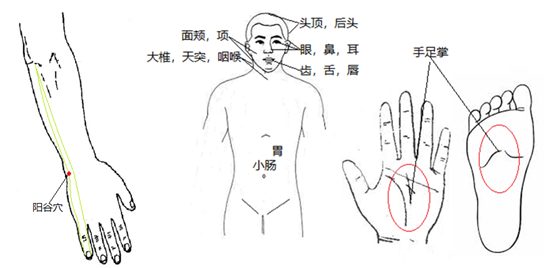 头顶，后头
面颊，项
眼，鼻，耳
大椎，天突，咽喉
齿，舌，唇
手足掌
胃
小肠
阳谷穴